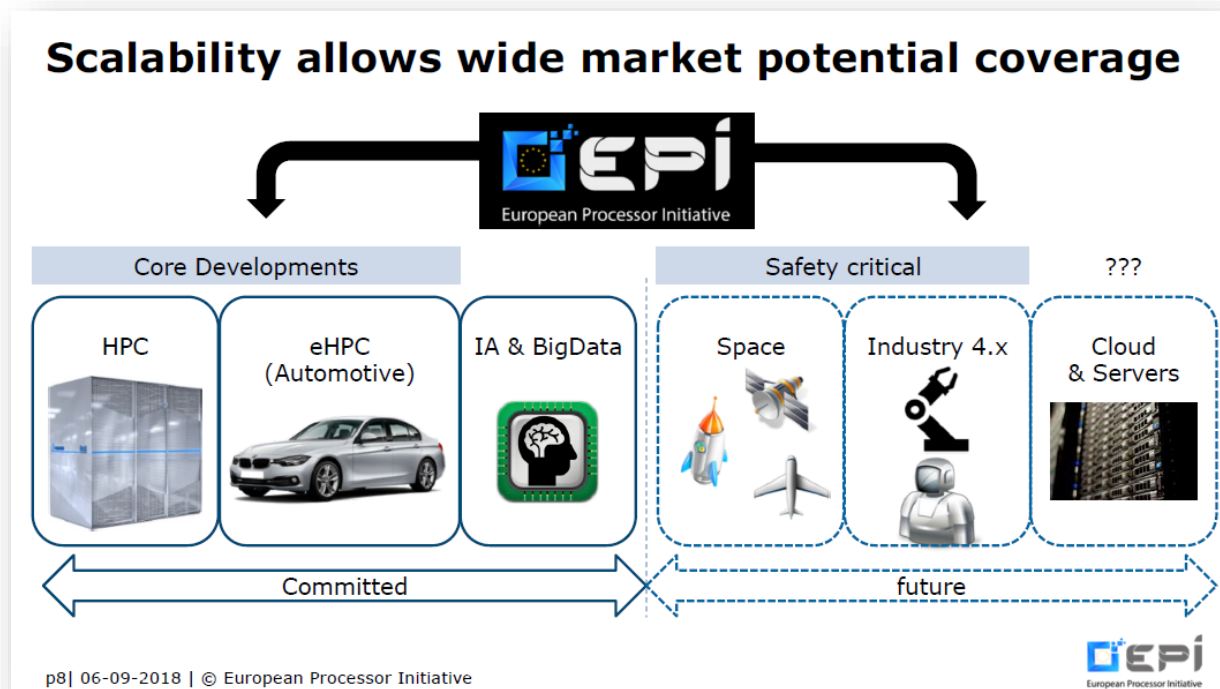 Scalability allows wide market potential coverage
EPI
European Processor Initiative
Core Developments
Safety critical
???
HPC
eHPC
(Automotive)
IA & BigData
Space
Industry 4.x
Cloud
& Servers
Committed
future
p8| 06-09-2018 | © European Processor Initiative
EPI
European Processor Initiative